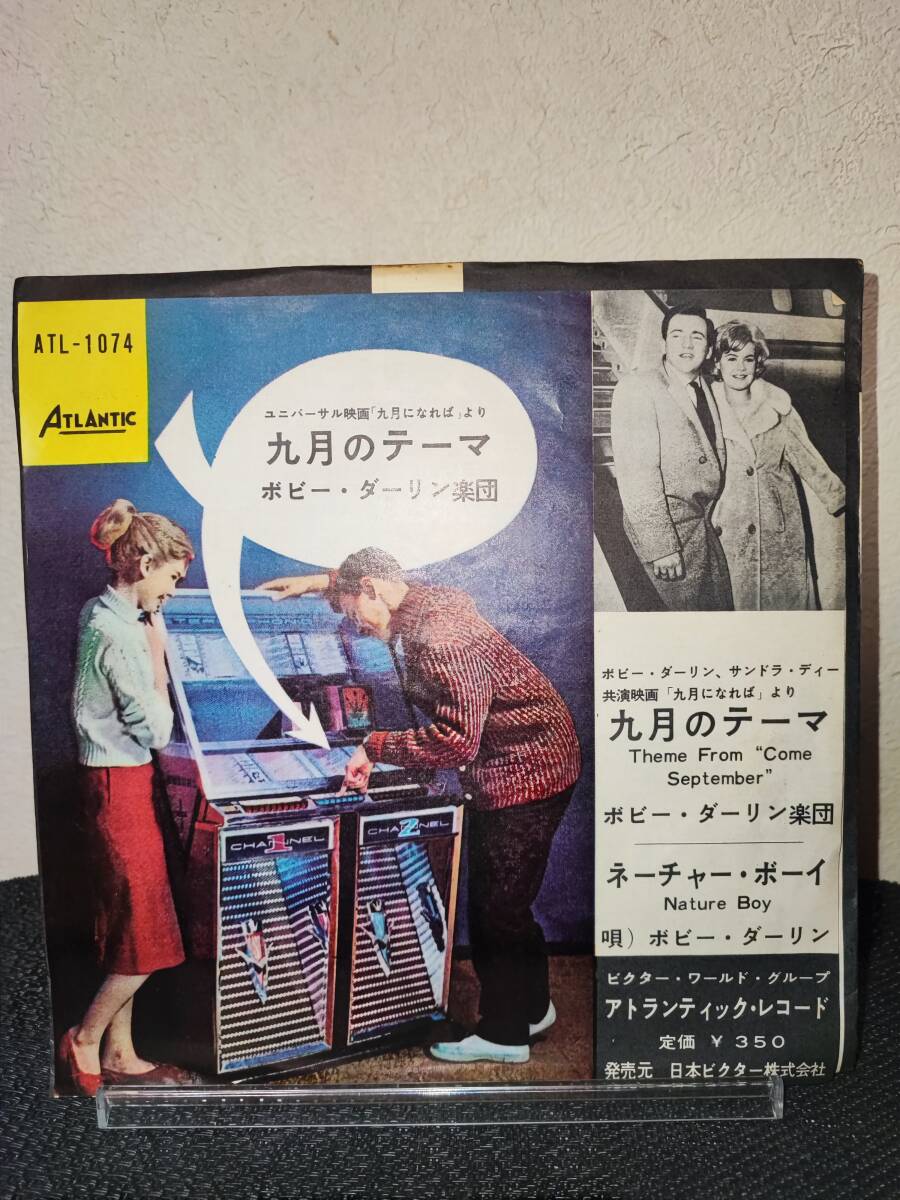 ATL-1074
ATLANTIC
ユニバーサル映画「九月になれば」より
九月のテーマ
ボビー・ダーリン楽団
CHANNEL 1
CHANNEL 2
ボビー・ダーリン、サンドラ・ディー
共演映画「九月になれば」より
九月のテーマ
Theme From “Come
September”
ボビー・ダーリン楽団
ネーチャー・ボーイ
Nature Boy
唄）ボビー・ダーリン
ビクター・ワールド・グループ
アトランティック・レコード
定価 ￥350
発売元 日本ビクター株式会社